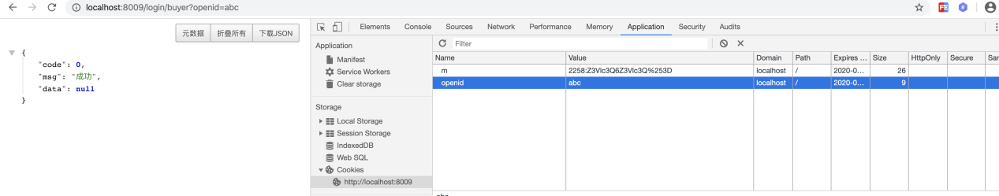 localhost:8009/login/buyer?openid=abc
元数据 折叠所有 下载JSON
{
"code": 0,
"msg": "成功",
"data": null
}
Elements Console Sources Network Performance Memory Application Security Audits
Application
Manifest
Service Workers
Clear storage
Storage
Local Storage
Session Storage
IndexedDB
Web SQL
Cookies
http://localhost:8009
Filter
Name Value Domain Path Expires ... Size HttpOnly Secure Sar
m 2258:Z3Vlc3Q6Z3Vlc3Q%253D localhost / 2020-0... 26
openid abc localhost / 2020-0... 9